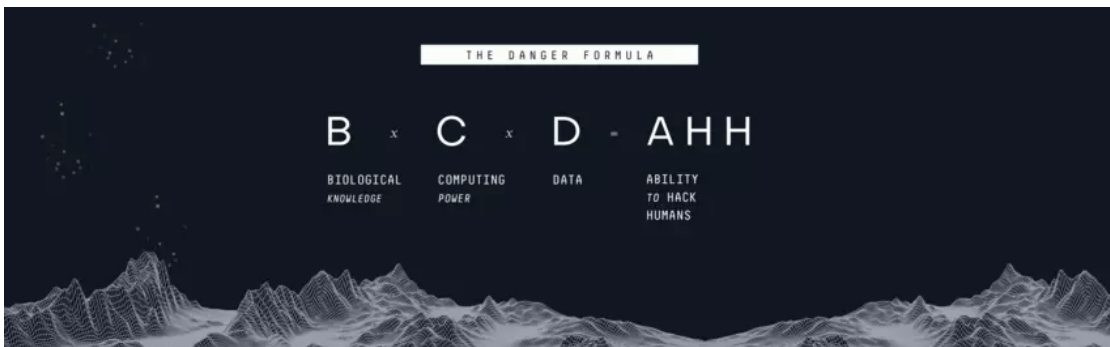 THE DANGER FORMULA
B x C x D = AHH
BIOLOGICAL KNOWLEDGE
COMPUTING POWER
DATA
ABILITY TO HACK HUMANS